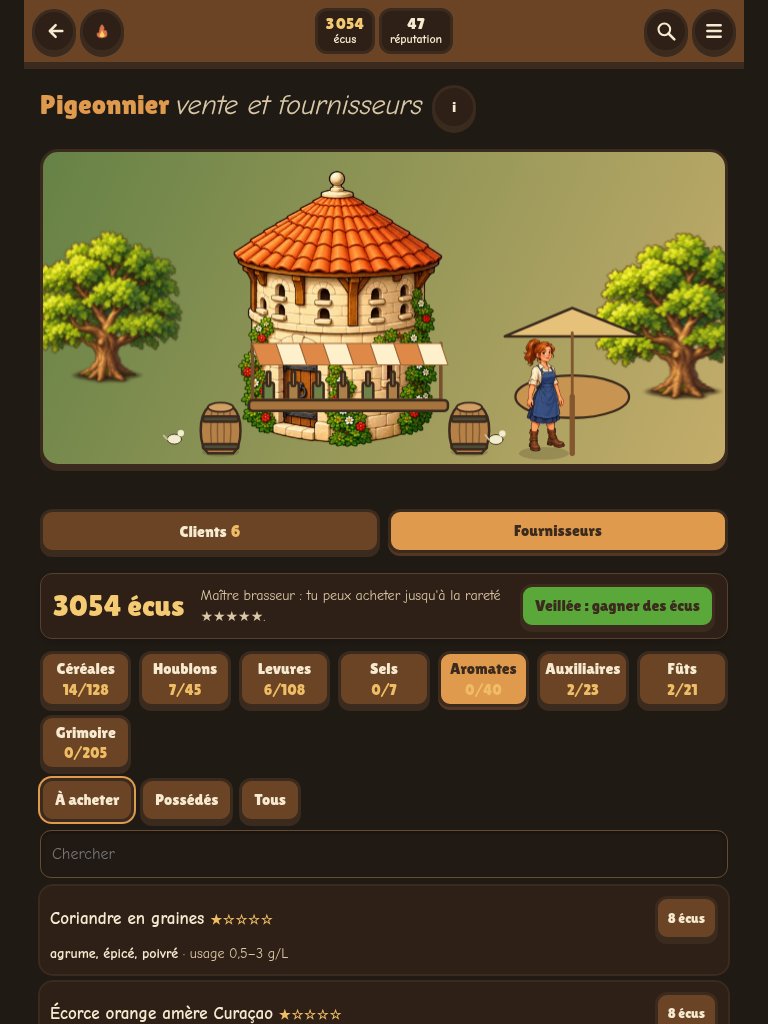 3 054
écus
47
réputation
Pigeonnier vente et fournisseurs
i
Clients 6
Fournisseurs
3054 écus
Maître brasseur : tu peux acheter jusqu'à la rareté
★★★★★.
Veillée : gagner des écus
Céréales
14/128
Houblons
7/45
Levures
6/108
Sels
0/7
Aromates
0/40
Auxiliaires
2/23
Fûts
2/21
Grimoire
0/205
À acheter
Possédés
Tous
Chercher
Coriandre en graines ★☆☆☆☆
8 écus
agrume, épicé, poivré · usage 0,5–3 g/L
Écorce orange amère Curaçao ★☆☆☆☆
8 écus